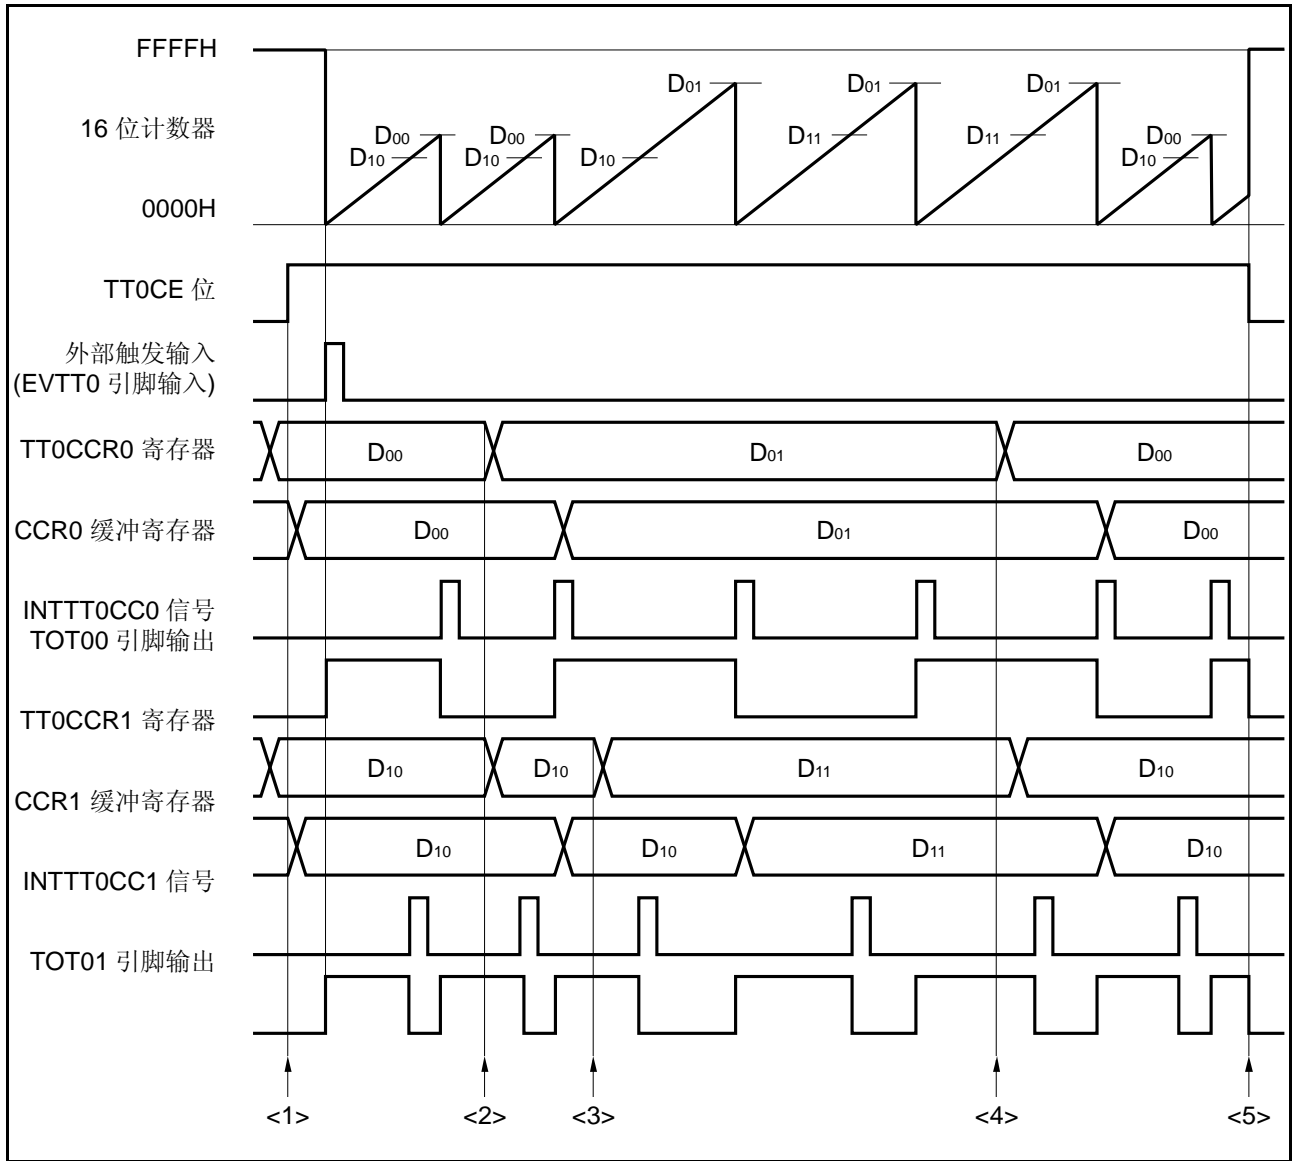 FFFFH
D01 D01 D01
16 位计数器
D00 D00 D11 D11 D00
D10 D10 D10 D10
0000H
TT0CE 位
外部触发输入
(EVTT0 引脚输入)
TT0CCR0 寄存器 D00 D01 D00
CCR0 缓冲寄存器 D00 D01 D00
INTTT0CC0 信号
TOT00 引脚输出
TT0CCR1 寄存器
D10 D10 D11 D10
CCR1 缓冲寄存器
D10 D10 D11 D10
INTTT0CC1 信号
TOT01 引脚输出
<1> <2> <3> <4> <5>